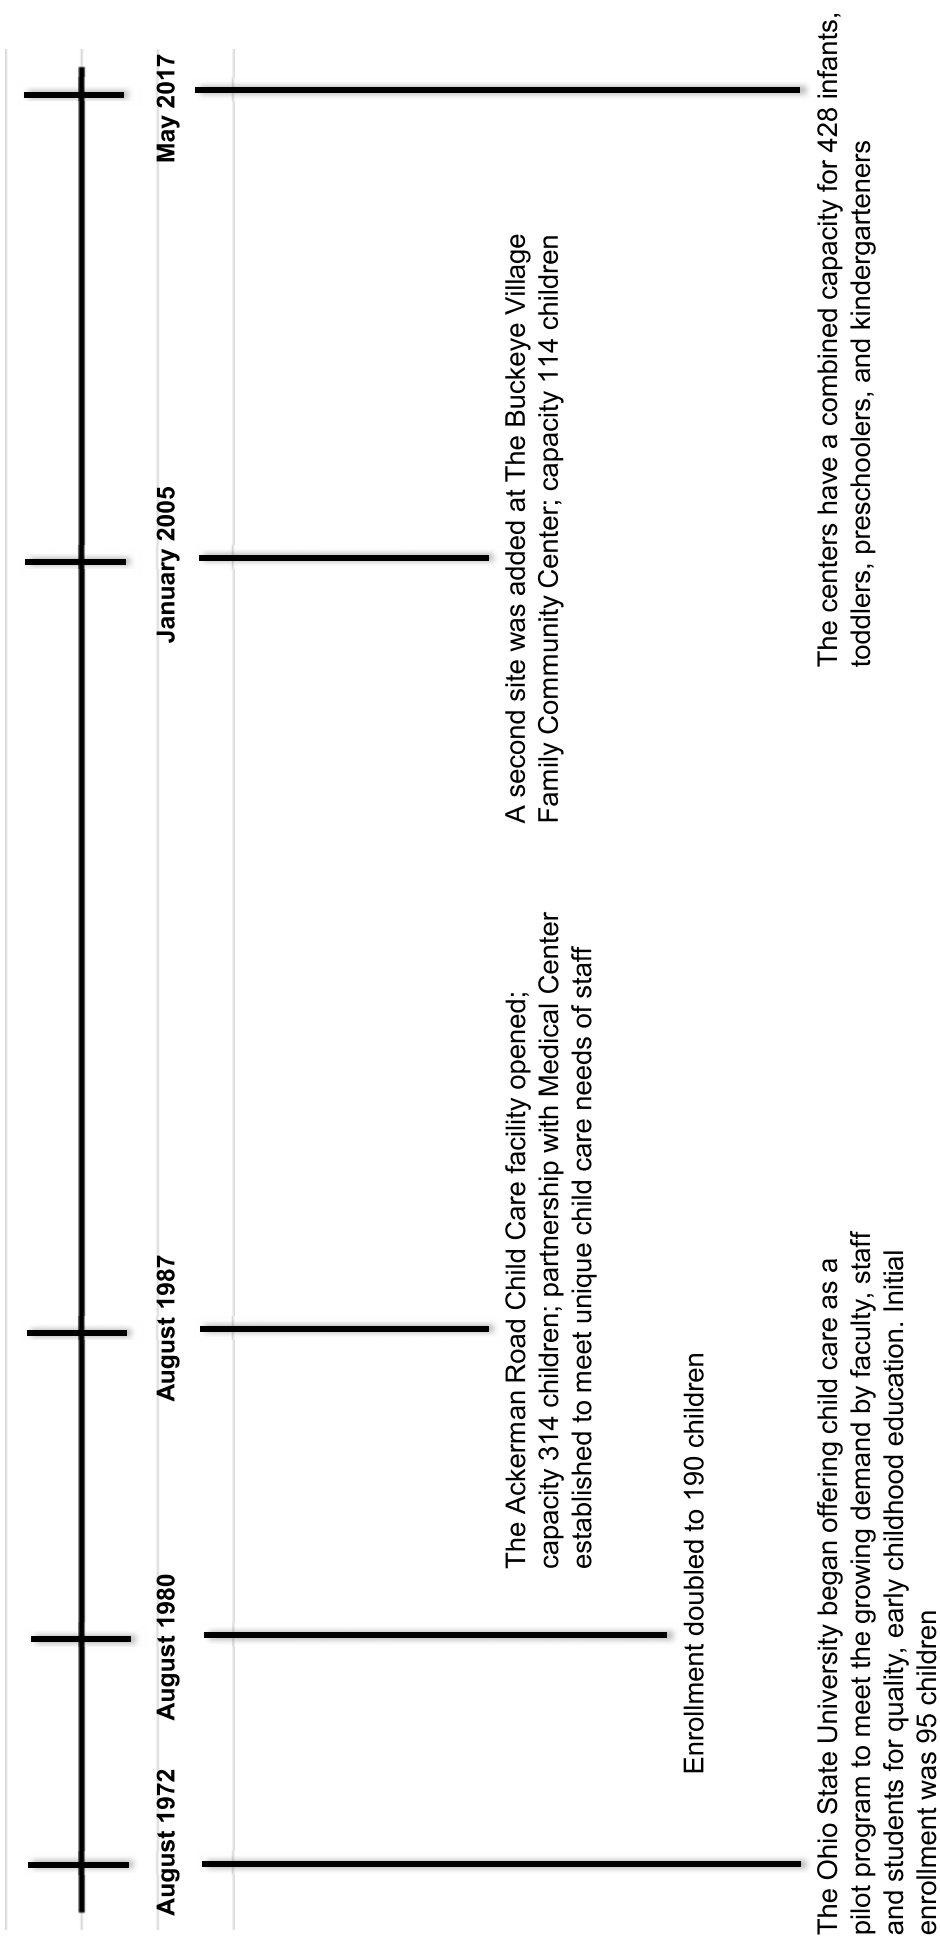 August 1972
August 1980
August 1987
January 2005
May 2017
The Ackerman Road Child Care facility opened;
capacity 314 children; partnership with Medical Center
established to meet unique child care needs of staff
A second site was added at The Buckeye Village
Family Community Center; capacity 114 children
Enrollment doubled to 190 children
The Ohio State University began offering child care as a
pilot program to meet the growing demand by faculty, staff
and students for quality, early childhood education. Initial
enrollment was 95 children
The centers have a combined capacity for 428 infants,
toddlers, preschoolers, and kindergarteners